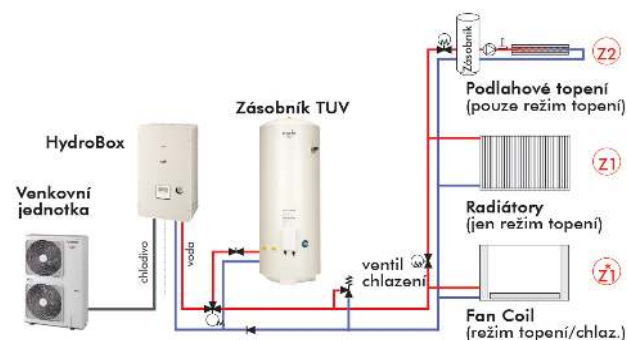 Zásobník
Z2
Podlahové topení
(pouze režim topení)
Zásobník TUV
HydroBox
Z1
Venkovní
jednotka
Radiátory
(jen režim topení)
chladivo
voda
ventil
chlazení
Z1*
M
Fan Coil
(režim topení/chlaz.)